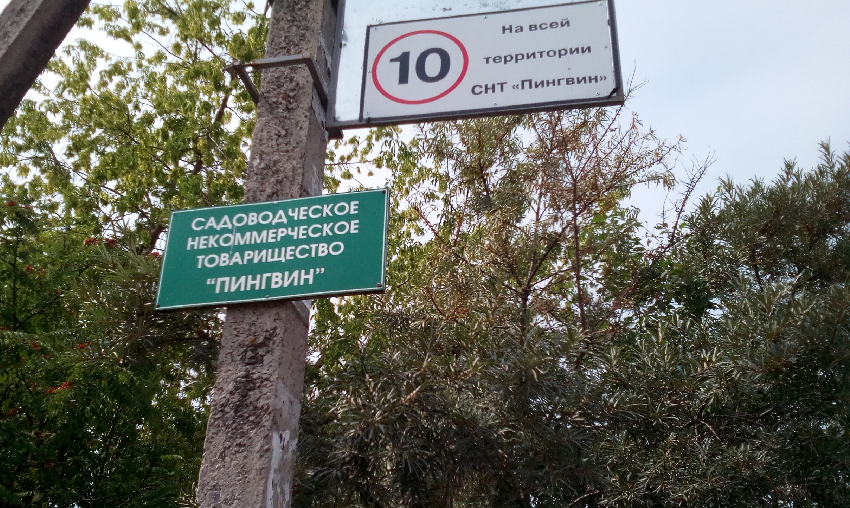 10
На всей
территории
СНТ «Пингвин»
САДОВОДЧЕСКОЕ
НЕКОММЕРЧЕСКОЕ
ТОВАРИЩЕСТВО
“ПИНГВИН”